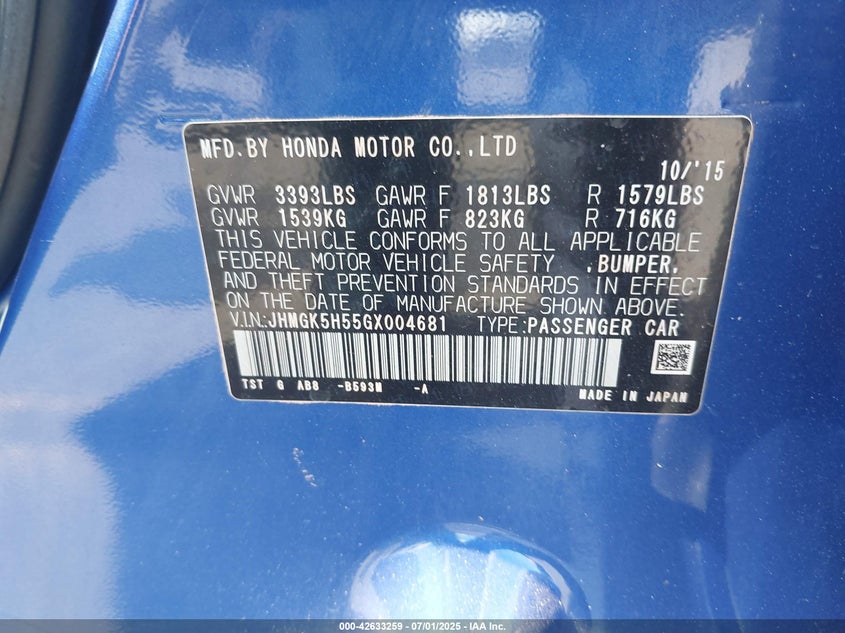 MFD.BY HONDA MOTOR CO.,LTD
10/'15
GVWR 3393LBS GAWR F 1813LBS R 1579LBS
GVWR 1539KG GAWR F 823KG R 716KG
THIS VEHICLE CONFORMS TO ALL APPLICABLE
FEDERAL MOTOR VEHICLE SAFETY ,BUMPER,
AND THEFT PREVENTION STANDARDS IN EFFECT
ON THE DATE OF MANUFACTURE SHOWN ABOVE.
V.I.N.:JHMGK5H55GX004681 TYPE:PASSENGER CAR
TST G AB8 -B593M -A
MADE IN JAPAN
000-42633259 - 07/01/2025 - IAA Inc.